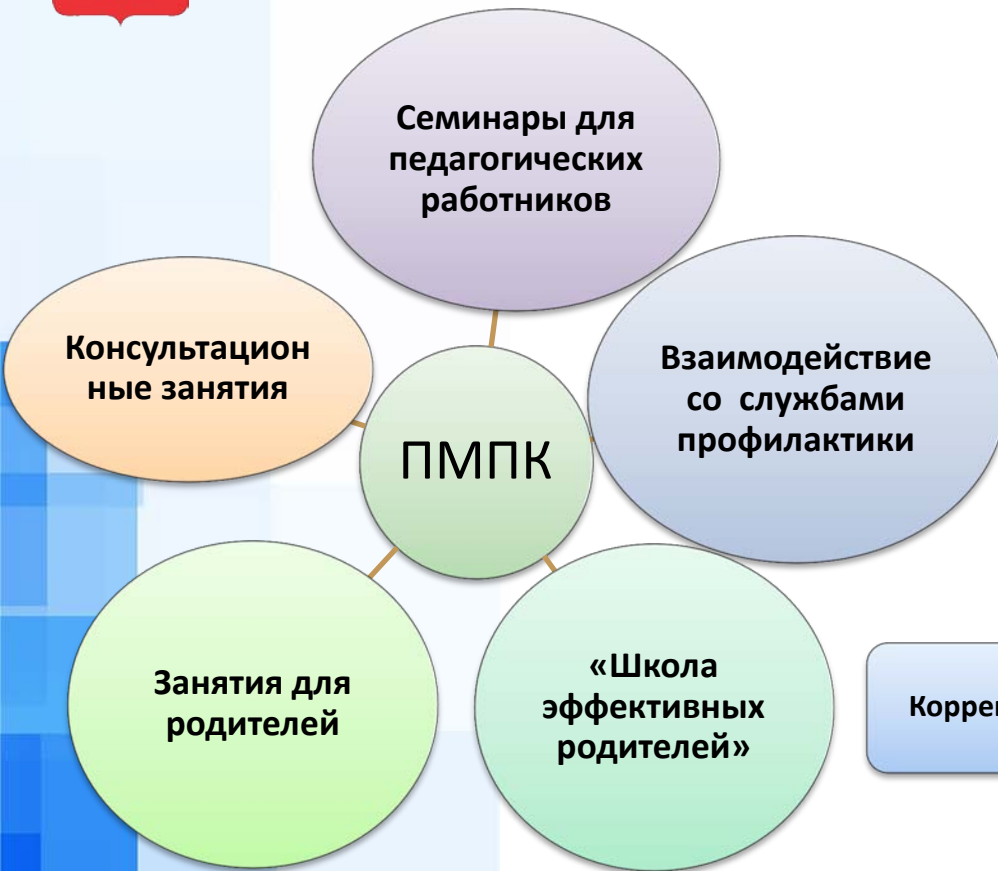 Семинары для
педагогических
работников
Консультацион
ные занятия
Взаимодействие
со службами
профилактики
ПМПК
Занятия для
родителей
«Школа
эффективных
родителей»